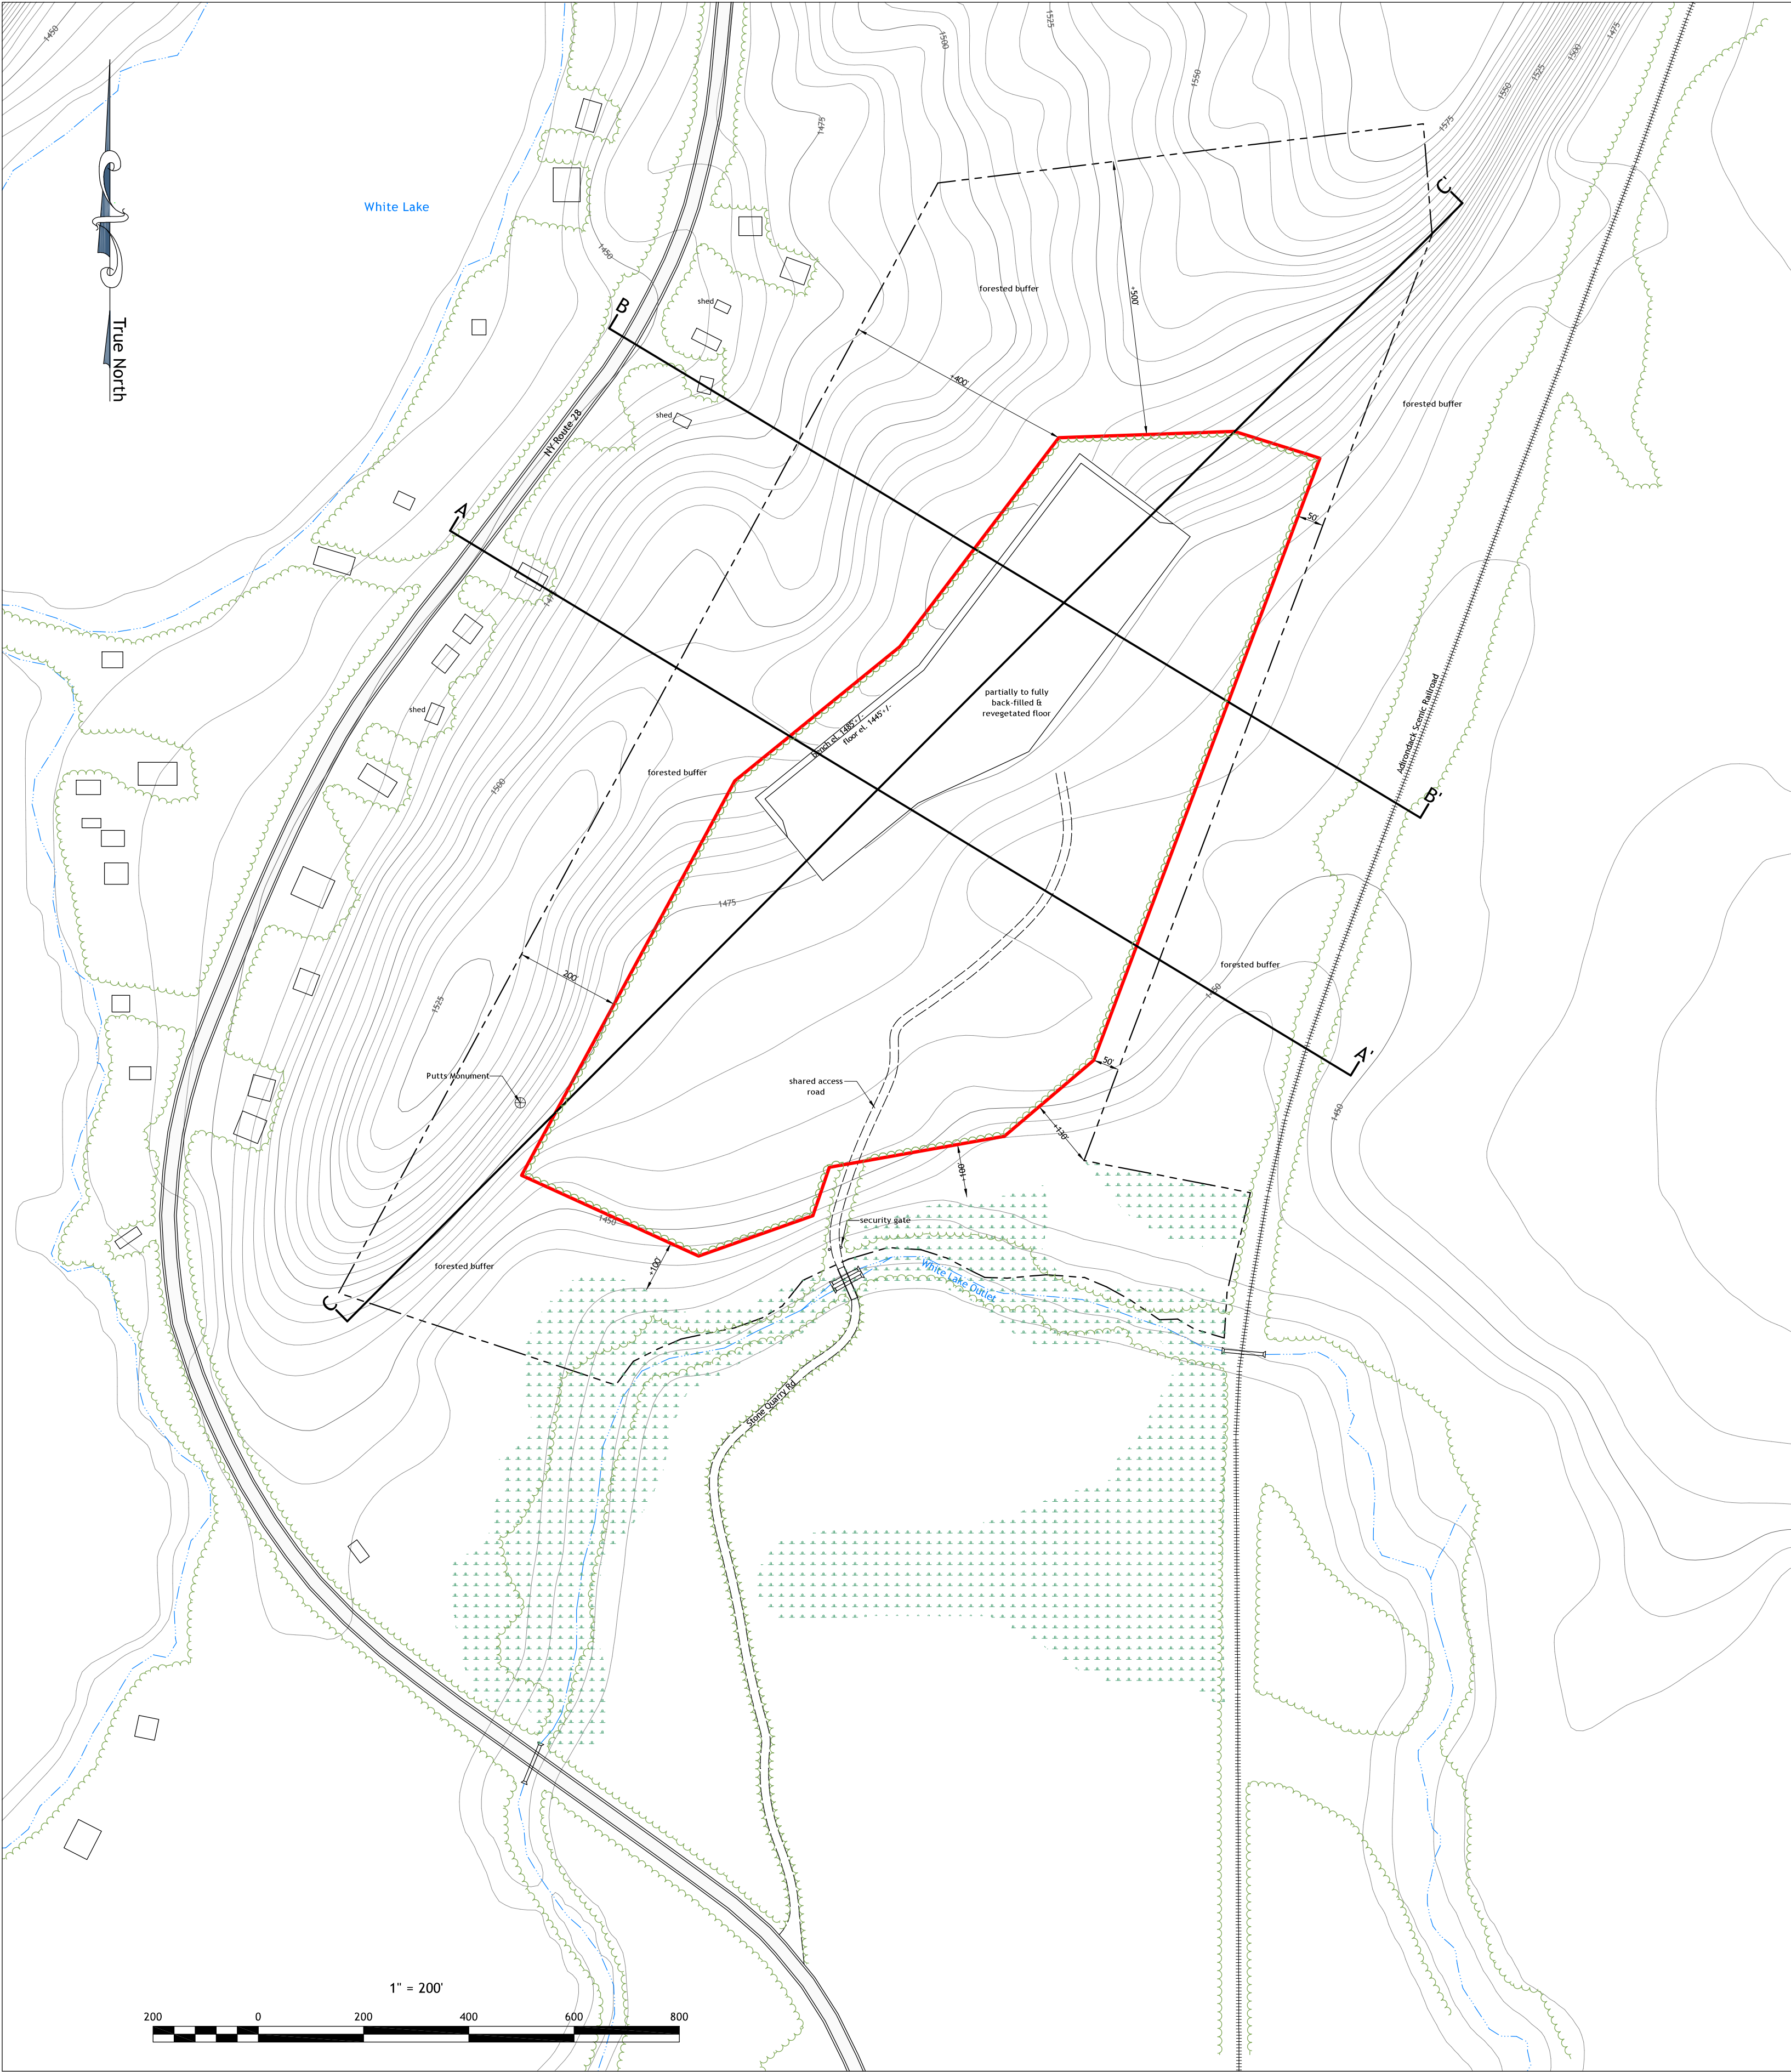 1450
1475
1500
1525
1550
1500
1475
1525
1550
1575
White Lake
True North
1450
B
shed
shed
NY Route 28
A
1475
C'
forested buffer
+500'
+400'
forested buffer
50'
Adirondack Scenic Railroad
partially to fully
back-filled &
revegetated floor
bench el. 1485'+/-
floor el. 1445'+/-
shed
forested buffer
1500
B'
1475
200'
1525
forested buffer
1450
A'
50'
Putts Monument
shared access
road
+130'
1450
+100'
1450
security gate
forested buffer
+100'
White Lake Outlet
C
Stone Quarry Rd
1" = 200'
200 0 200 400 600 800